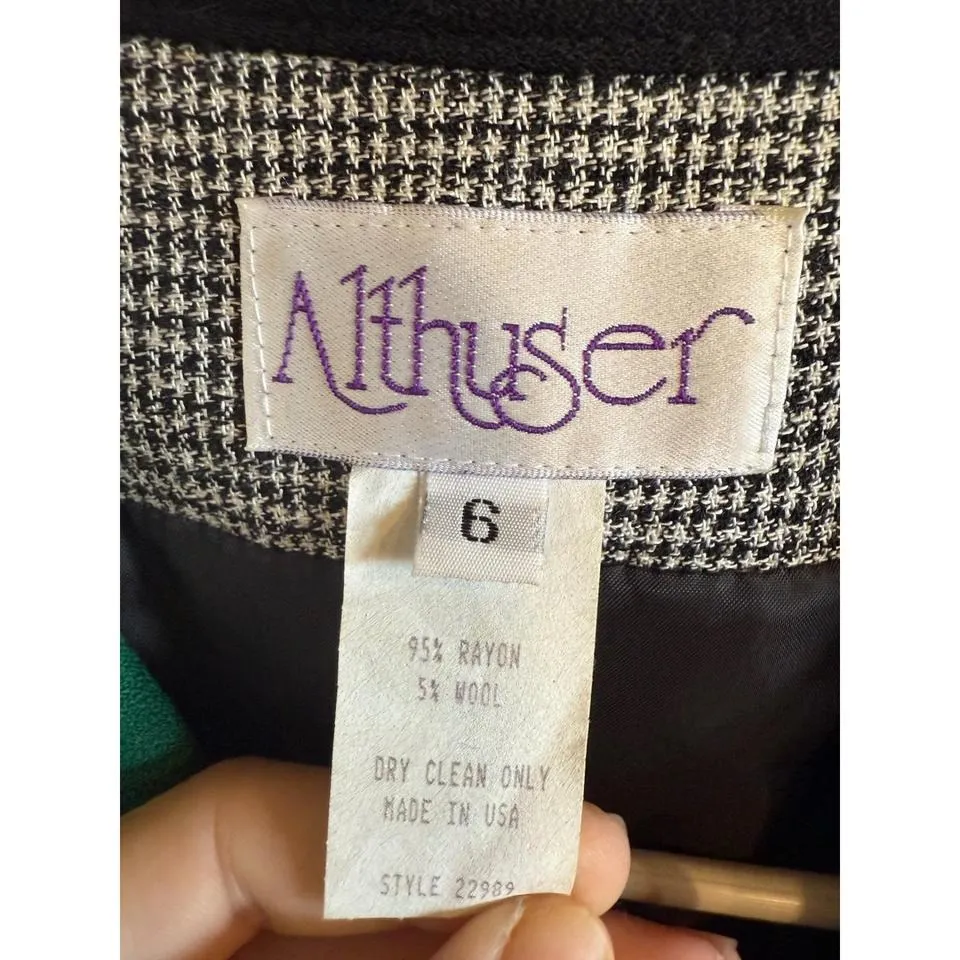 Althuser
6
95% RAYON
5% WOOL
DRY CLEAN ONLY
MADE IN USA
STYLE 22989